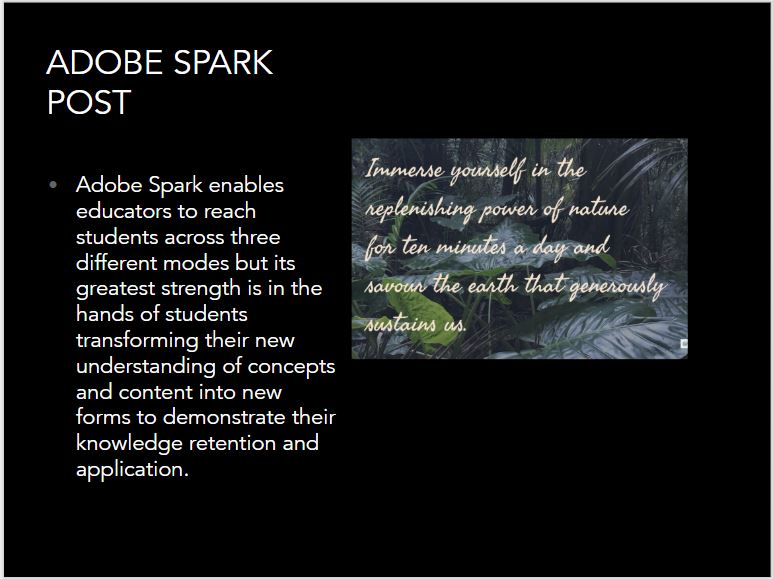 ADOBE SPARK
POST
Adobe Spark enables
educators to reach
students across three
different modes but its
greatest strength is in the
hands of students
transforming their new
understanding of concepts
and content into new
forms to demonstrate their
knowledge retention and
application.
Immerse yourself in the
replenishing power of nature
for ten minutes a day and
savour the earth that generously
sustains us.